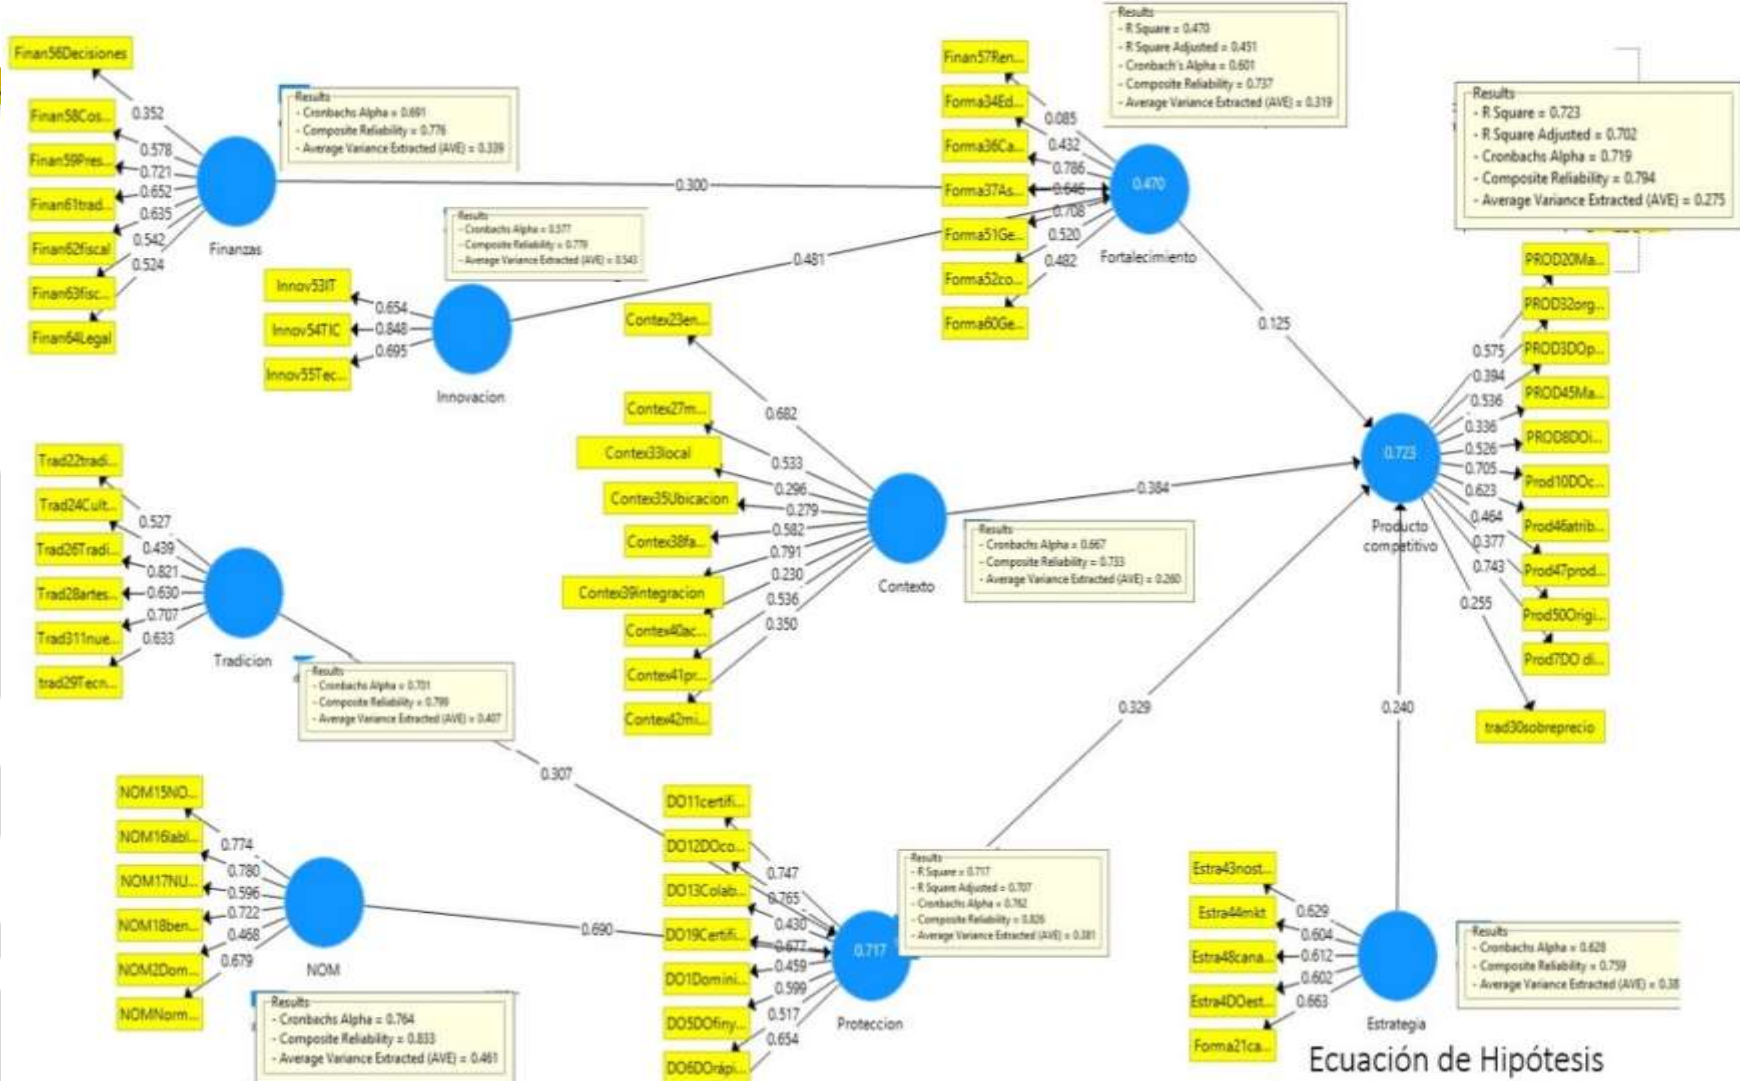 Finan56Decisiones
Finan58Cos...
Finan59Pres...
Finan61trad...
Finan62fiscal
Finan63fisc...
Finan64Legal
0.352
0.578
0.721
0.652
0.635
0.542
0.524
Finanzas
Results
- Cronbachs Alpha = 0.691
- Composite Reliability = 0.776
- Average Variance Extracted (AVE) = 0.339
0.300
Innov53IT
Innov54TIC
Innov55Tec...
0.654
0.848
0.695
Innovacion
Results
- Cronbachs Alpha = 0.577
- Composite Reliability = 0.779
- Average Variance Extracted (AVE) = 0.543
0.481
Finan57Ren...
Forma34Ed...
Forma36Ca...
Forma37As...
Forma51Ge...
Forma52co...
Forma60Ge...
0.085
0.432
0.786
0.646
0.708
0.520
0.482
0.470
Fortalecimiento
Results
- R Square = 0.470
- R Square Adjusted = 0.451
- Cronbach's Alpha = 0.601
- Composite Reliability = 0.737
- Average Variance Extracted (AVE) = 0.319
0.125
Results
- R Square = 0.723
- R Square Adjusted = 0.702
- Cronbachs Alpha = 0.719
- Composite Reliability = 0.794
- Average Variance Extracted (AVE) = 0.275
PROD20Ma...
PROD32org...
PROD3DOp...
PROD45Ma...
PROD8DOi...
Prod10DOc...
Prod46atrib...
Prod47prod...
Prod50Origi...
Prod7DO di...
trad30sobreprecio
0.575
0.394
0.536
0.336
0.526
0.705
0.623
0.464
0.377
0.743
0.255
0.723
Producto
competitivo
Contex23en...
Contex27m...
Contex33local
Contex35Ubicacion
Contex38fa...
Contex39integracion
Contex40ac...
Contex41pr...
Contex42mi...
0.682
0.533
0.296
0.279
0.582
0.791
0.230
0.536
0.350
Contexto
0.384
Results
- Cronbachs Alpha = 0.667
- Composite Reliability = 0.733
- Average Variance Extracted (AVE) = 0.260
Trad22tradi...
Trad24Cult...
Trad26Tradi...
Trad28artes...
Trad311nue...
trad29Tecn...
0.527
0.439
0.821
0.630
0.707
0.633
Tradicion
Results
- Cronbachs Alpha = 0.701
- Composite Reliability = 0.799
- Average Variance Extracted (AVE) = 0.407
0.307
NOM15NO...
NOM16labl...
NOM17NU...
NOM18ben...
NOM2Dom...
NOMNorm...
0.774
0.780
0.596
0.722
0.468
0.679
NOM
Results
- Cronbachs Alpha = 0.764
- Composite Reliability = 0.833
- Average Variance Extracted (AVE) = 0.461
0.690
DO11certifi...
DO12DOco...
DO13Colab...
DO19Certifi...
DO1Domini...
DO5DOfiny...
DO6DOrápi...
0.747
0.765
0.430
0.677
0.459
0.599
0.517
0.654
0.717
Proteccion
Results
- R Square = 0.717
- R Square Adjusted = 0.707
- Cronbachs Alpha = 0.762
- Composite Reliability = 0.826
- Average Variance Extracted (AVE) = 0.381
0.329
0.240
Estra43nost...
Estra44mkt
Estra48cana...
Estra4DOest...
Forma21ca...
0.629
0.604
0.612
0.602
0.663
Estrategia
Results
- Cronbachs Alpha = 0.628
- Composite Reliability = 0.759
- Average Variance Extracted (AVE) = 0.38
Ecuación de Hipótesis